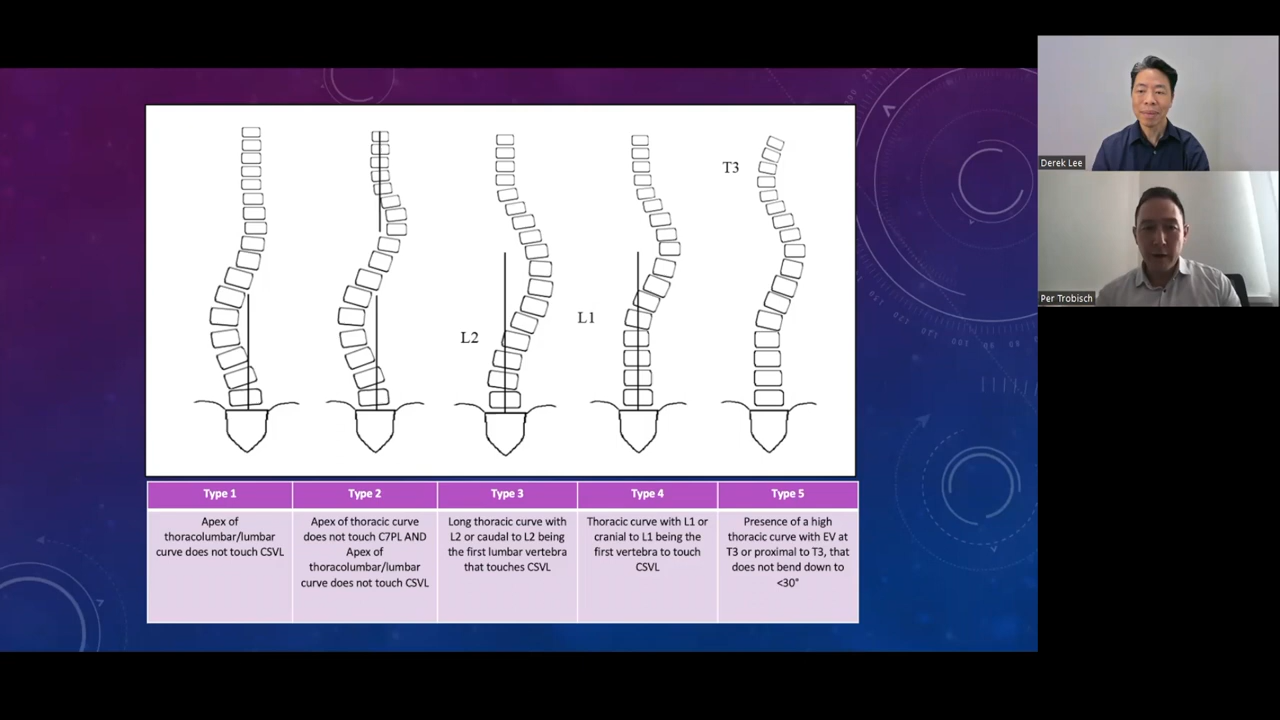 T3
L1
L2
Type 1
Type 2
Type 3
Type 4
Type 5
Apex of
thoracolumbar/lumbar
curve does not touch CSVL
Apex of thoracic curve
does not touch C7PL AND
Apex of
thoracolumbar/lumbar
curve does not touch CSVL
Long thoracic curve with
L2 or caudal to L2 being
the first lumbar vertebra
that touches CSVL
Thoracic curve with L1 or
cranial to L1 being the
first vertebra to touch
CSVL
Presence of a high
thoracic curve with EV at
T3 or proximal to T3, that
does not bend down to
<30°
Derek Lee
Per Trobisch